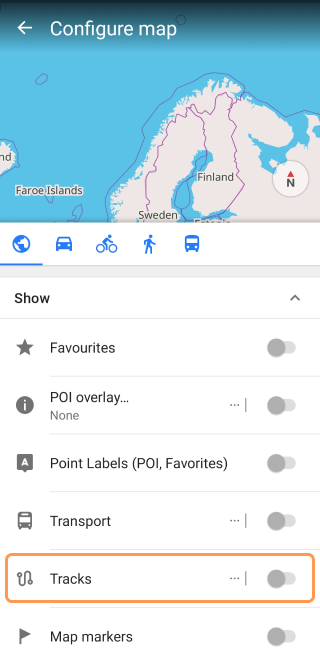 Configure map
nd
Faroe Islands
Finland
Sweden
N
Show
Favourites
POI overlay...
None
A
Point Labels (POI, Favorites)
Transport
Tracks
Map markers